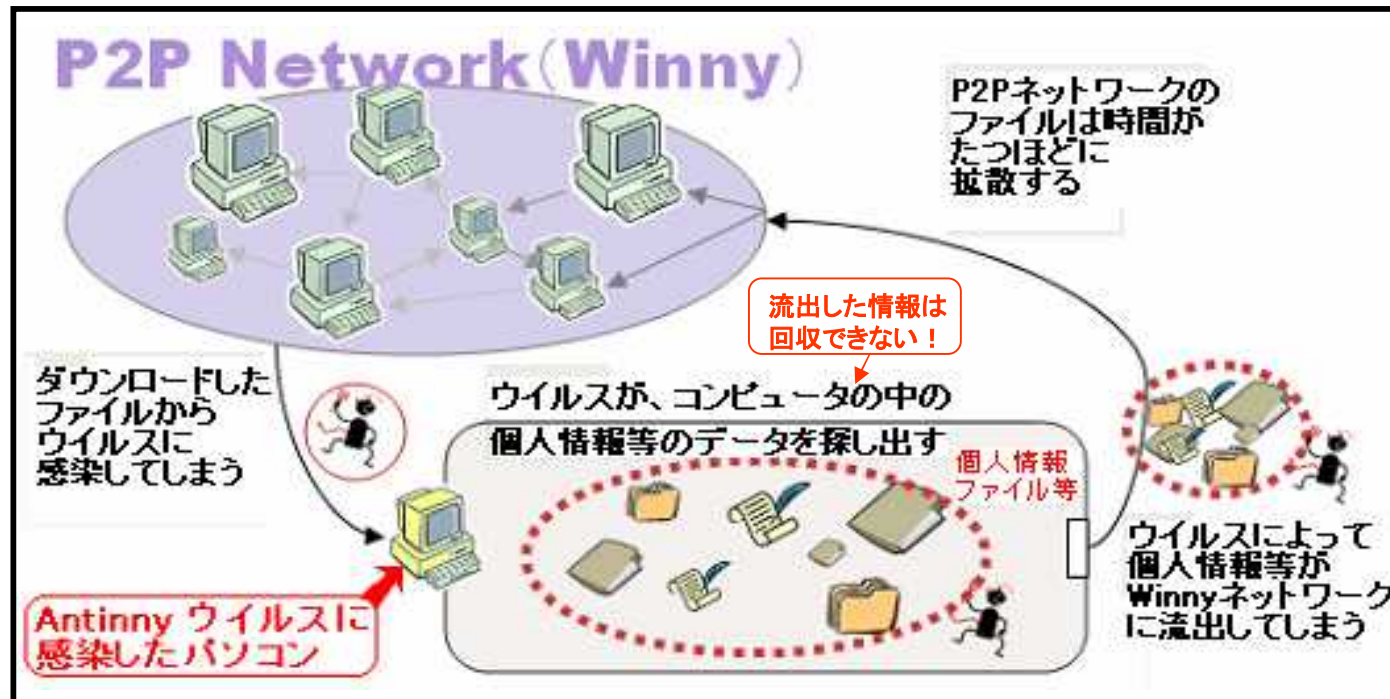 P2P Network(Winny)
P2Pネットワークの
ファイルは時間が
たつほどに
拡散する
流出した情報は
回収できない！
ダウンロードした
ファイルから
ウイルスに
感染してしまう
ウイルスが、コンピュータの中の
個人情報等のデータを探し出す
個人情報
ファイル等
ウイルスによって
個人情報等が
Winnyネットワーク
に流出してしまう
Antinny ウイルスに
感染したパソコン